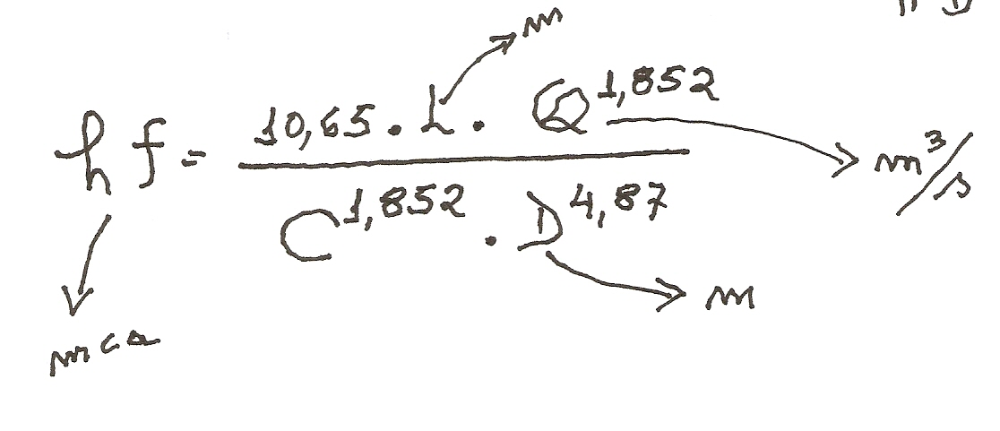 m
hf = 10,65 . L . Q^1,852 / C^1,852 . D^4,87
m³/s
m
mca